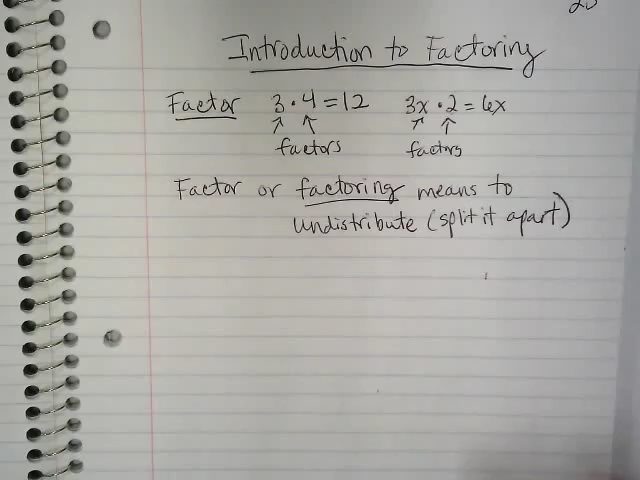 Introduction to Factoring
Factor 3 · 4 = 12 3x · 2 = 6x
↗ ↖ ↗ ↑
factors factors
Factor or factoring means to
undistribute (split it apart)